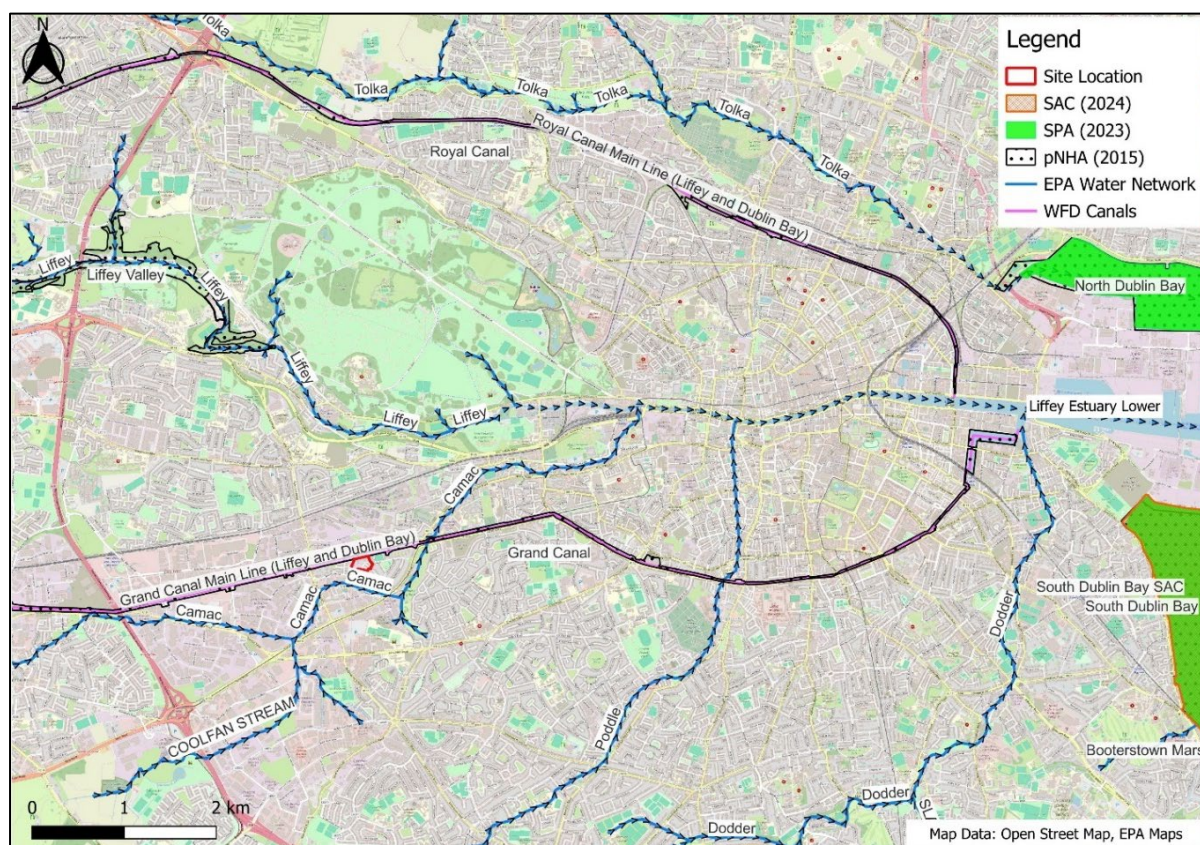 N
Legend
Site Location
SAC (2024)
SPA (2023)
pNHA (2015)
EPA Water Network
WFD Canals
Tolka
Tolka
Tolka
Tolka
Tolka
Royal Canal
Royal Canal Main Line (Liffey and Dublin Bay)
Liffey
Liffey Valley
Liffey
Liffey
Liffey
Liffey
North Dublin Bay
Liffey Estuary Lower
Camac
Grand Canal
Grand Canal Main Line (Liffey and Dublin Bay)
Camac
Camac
Camac
South Dublin Bay SAC
South Dublin Bay
Dodder
COOLFAN STREAM
Poddle
Booterstown Mars
Dodder
Dodder
SL
0 1 2 km
Map Data: Open Street Map, EPA Maps